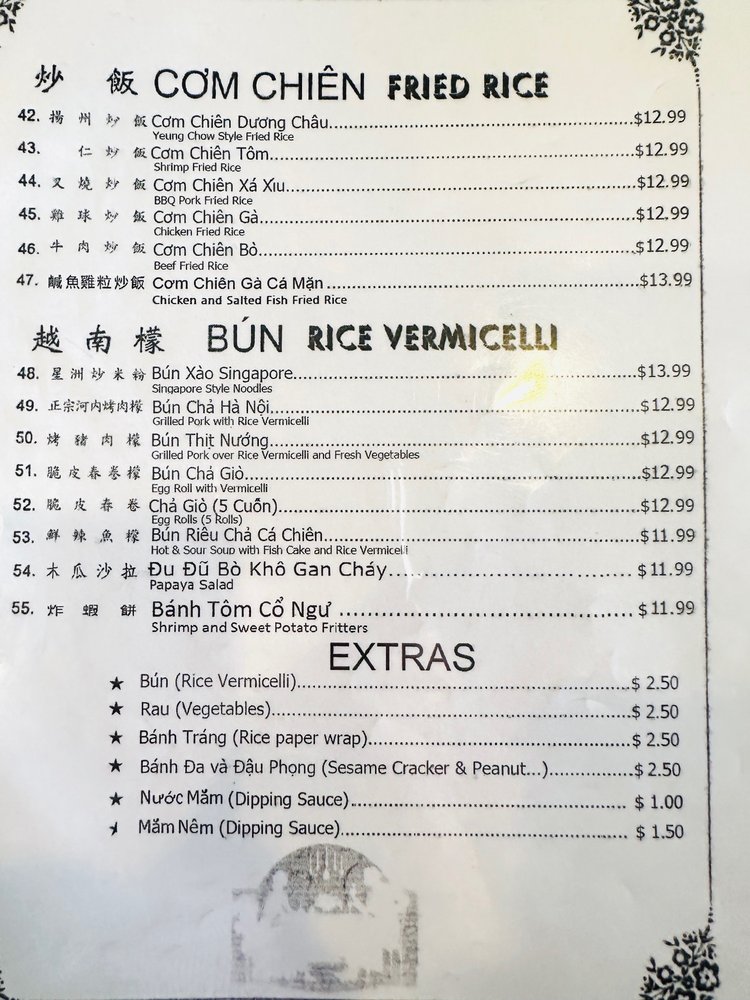 炒 飯 CƠM CHIÊN FRIED RICE
42. 揚州炒飯 Cơm Chiên Dương Châu....$12.99
Yeung Chow Style Fried Rice
43. 仁炒飯 Cơm Chiên Tôm....$12.99
Shrimp Fried Rice
44. 叉燒炒飯 Cơm Chiên Xá Xıu....$12.99
BBQ Pork Fried Rice
45. 雞球炒飯 Cơm Chiên Gà....$12.99
Chicken Fried Rice
46. 牛肉炒飯 Cơm Chiên Bò....$12.99
Beef Fried Rice
47. 鹹魚雞粒炒飯 Cơm Chiên Gà Cá Mặn....$13.99
Chicken and Salted Fish Fried Rice
越 南 檬 BÚN RICE VERMICELLI
48. 星洲炒米粉 Bún Xào Singapore....$13.99
Singapore Style Noodles
49. 正宗河內烤肉檬 Bún Chả Hà Nội....$12.99
Grilled Pork with Rice Vermicelli
50. 烤豬肉檬 Bún Thịt Nướng....$12.99
Grilled Pork over Rice Vermicelli and Fresh Vegetables
51. 脆皮春卷檬 Bún Chả Giò....$12.99
Egg Roll with Vermicelli
52. 脆皮春卷 Chả Giò (5 Cuốn)....$12.99
Egg Rolls (5 Rolls)
53. 鮮辣魚檬 Bún Riêu Chả Cá Chiên....$11.99
Hot & Sour Soup with Fish Cake and Rice Vermicelli
54. 木瓜沙拉 Đu Đũ Bò Khô Gan Cháy....$11.99
Papaya Salad
55. 炸蝦餅 Bánh Tôm Cổ Ngư ....$11.99
Shrimp and Sweet Potato Fritters
EXTRAS
★ Bún (Rice Vermicelli)....$ 2.50
★ Rau (Vegetables)....$ 2.50
★ Bánh Tráng (Rice paper wrap)....$ 2.50
★ Bánh Đa và Đậu Phọng (Sesame Cracker & Peanut...)....$ 2.50
★ Nước Mắm (Dipping Sauce)....$ 1.00
★ Mắm Nêm (Dipping Sauce)....$ 1.50